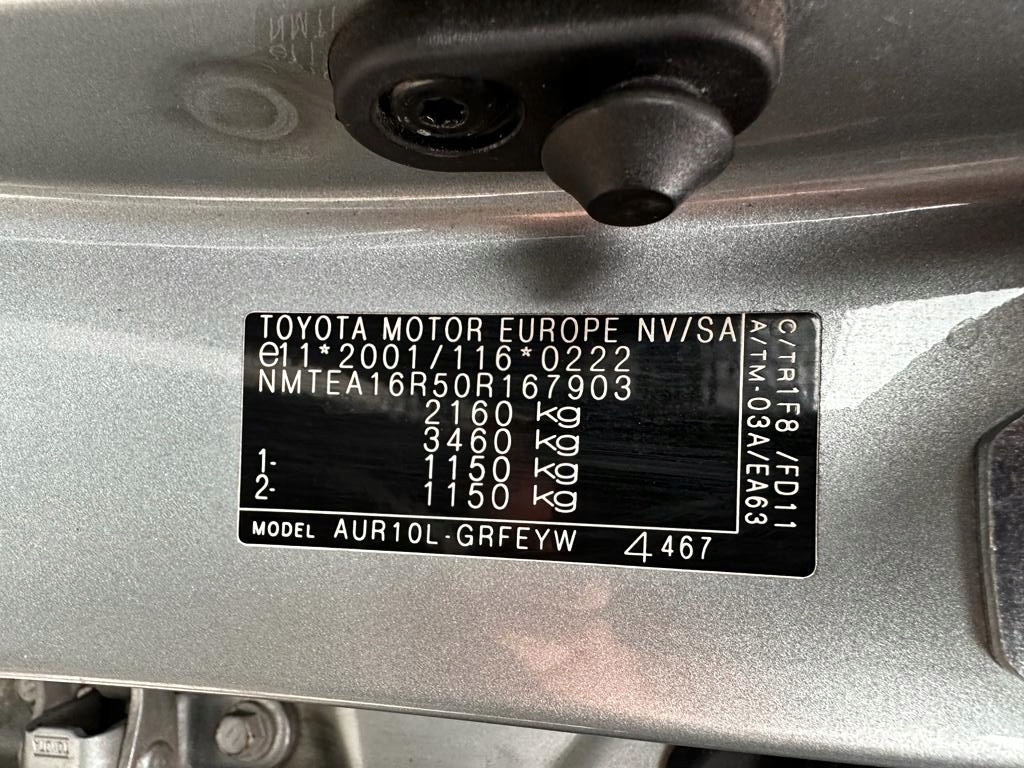 TOYOTA MOTOR EUROPE NV/SA
e11*2001/116*0222
NMTEA16R50R167903
2160 kg
3460 kg
1- 1150 kg
2- 1150 kg
MODEL AUR10L-GRFEYW 4467
C/TR1F8 /FD11
A/TM-03A/EA63
TOYOTA